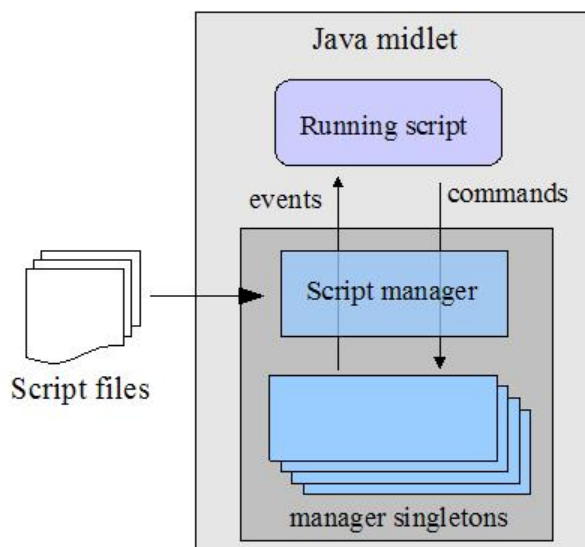 Java midlet
Running script
events
commands
Script manager
Script files
manager singletons